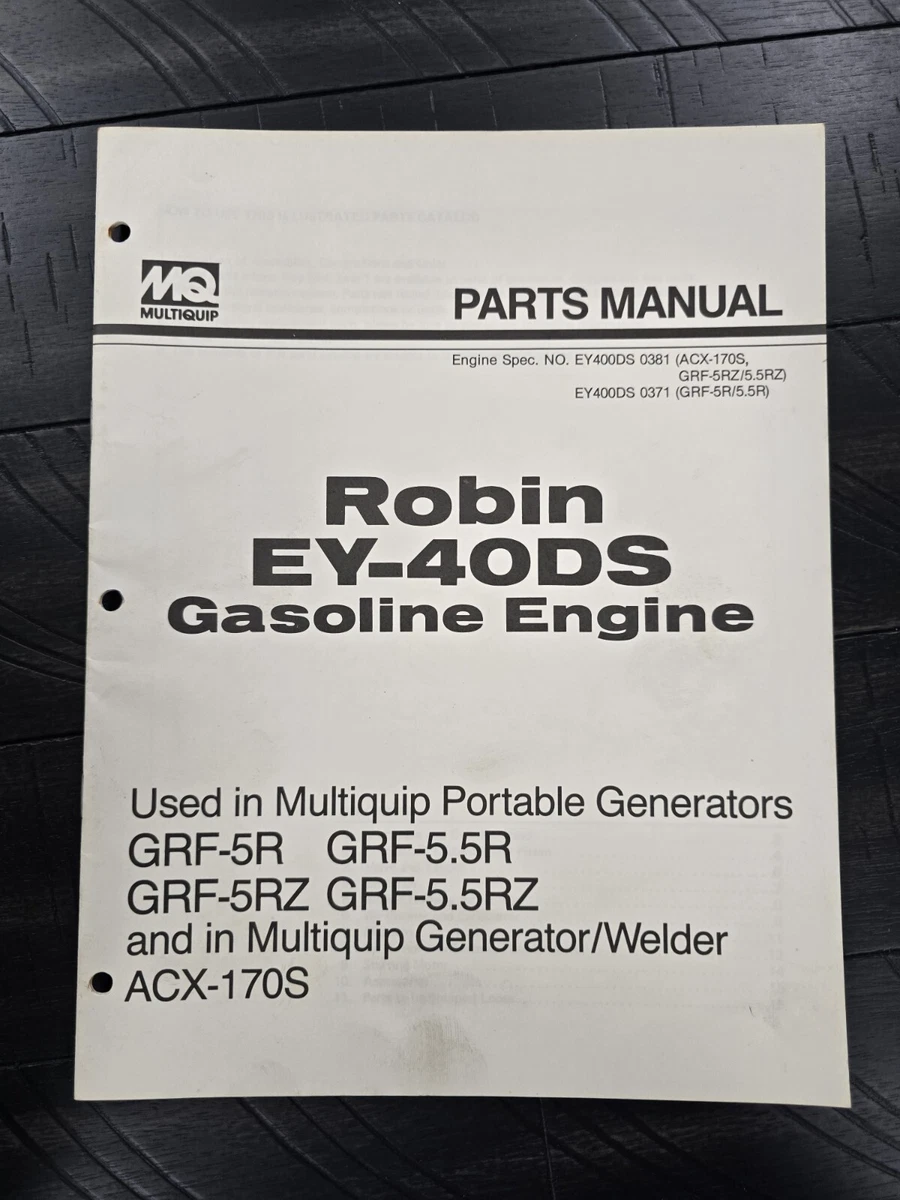 MQ
MULTIQUIP
PARTS MANUAL
Engine Spec. NO. EY400DS 0381 (ACX-170S,
GRF-5RZ/5.5RZ)
EY400DS 0371 (GRF-5R/5.5R)
Robin
EY-40DS
Gasoline Engine
Used in Multiquip Portable Generators
GRF-5R GRF-5.5R
GRF-5RZ GRF-5.5RZ
and in Multiquip Generator/Welder
ACX-170S